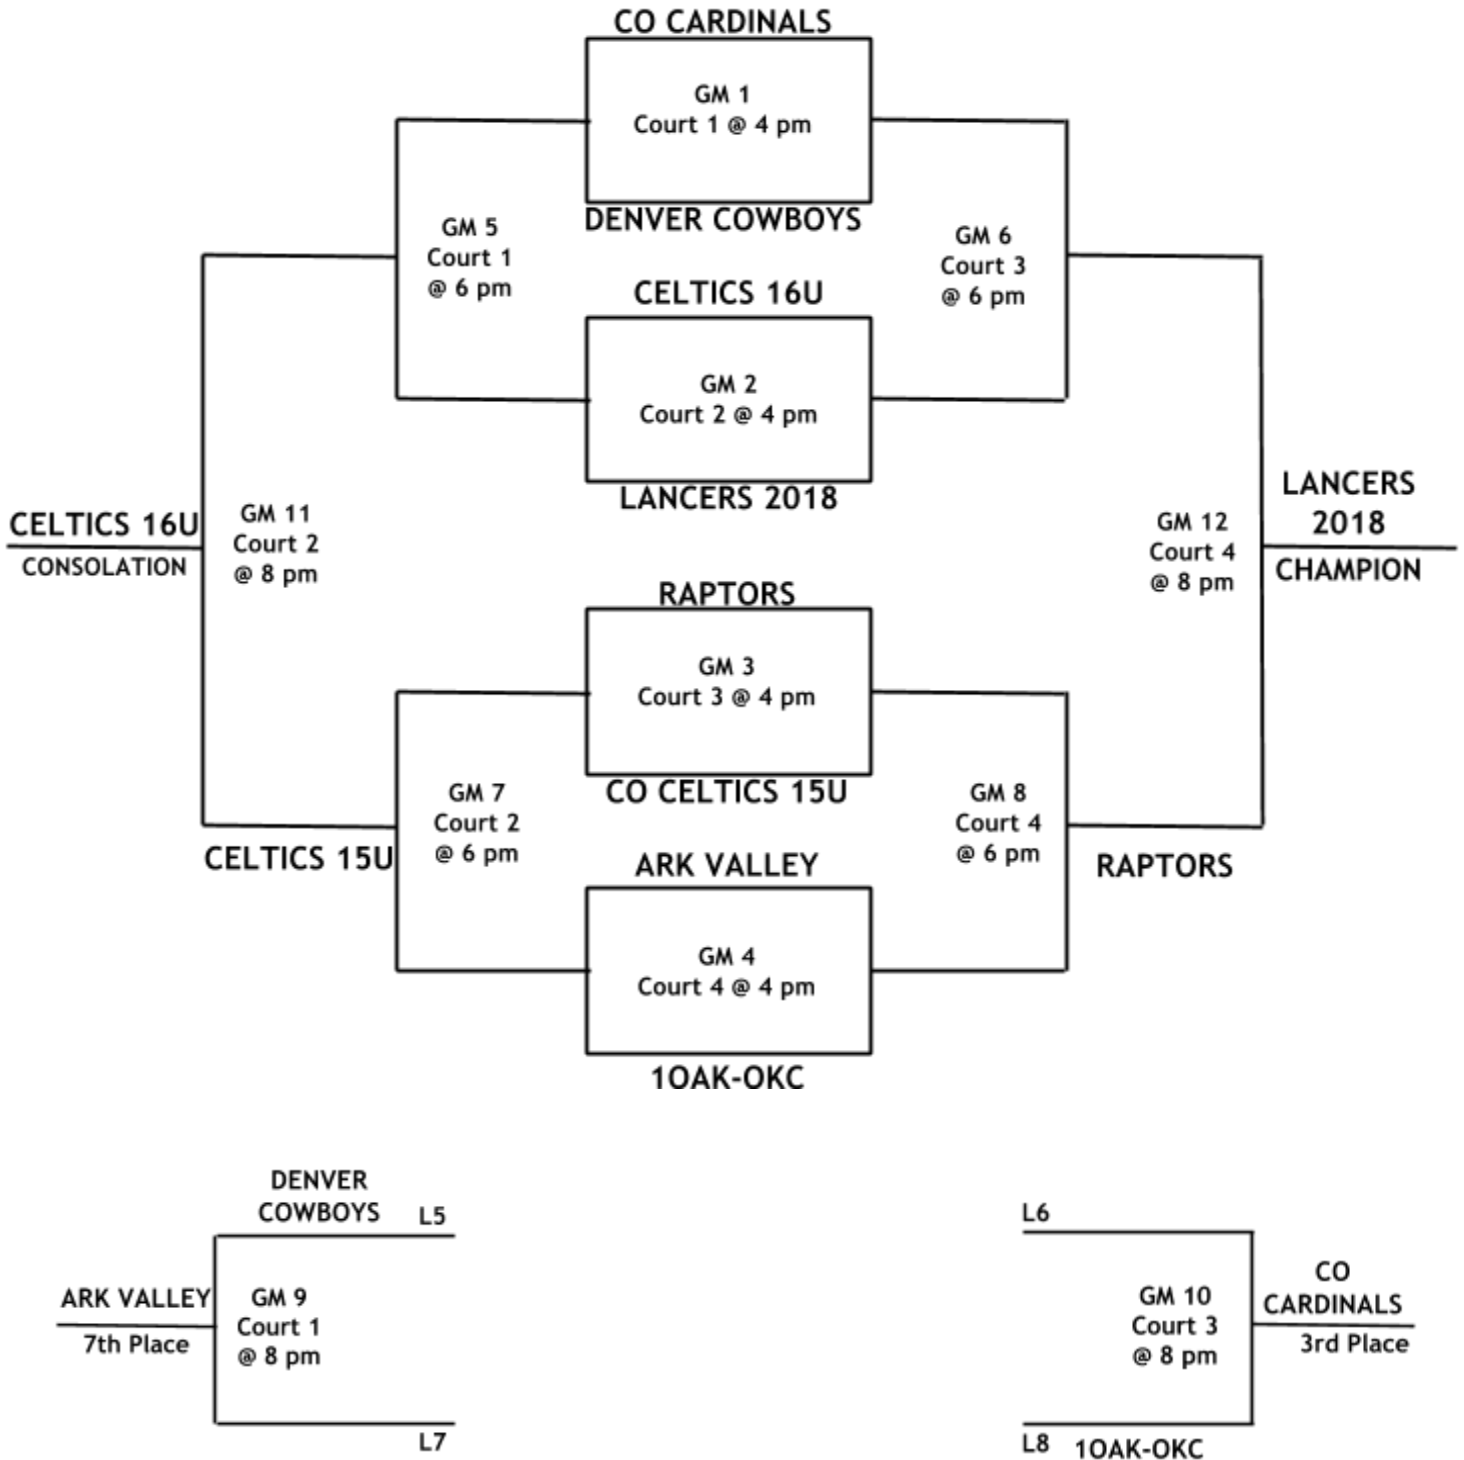 CO CARDINALS
GM 1
Court 1 @ 4 pm
DENVER COWBOYS
GM 5
Court 1
@ 6 pm
GM 6
Court 3
@ 6 pm
CELTICS 16U
GM 2
Court 2 @ 4 pm
LANCERS 2018
CELTICS 16U
CONSOLATION
GM 11
Court 2
@ 8 pm
GM 12
Court 4
@ 8 pm
LANCERS
2018
CHAMPION
RAPTORS
GM 3
Court 3 @ 4 pm
CO CELTICS 15U
CELTICS 15U
GM 7
Court 2
@ 6 pm
GM 8
Court 4
@ 6 pm
RAPTORS
ARK VALLEY
GM 4
Court 4 @ 4 pm
1OAK-OKC
DENVER
COWBOYS
L5
ARK VALLEY
7th Place
GM 9
Court 1
@ 8 pm
L7
L6
GM 10
Court 3
@ 8 pm
CO
CARDINALS
3rd Place
L8
1OAK-OKC